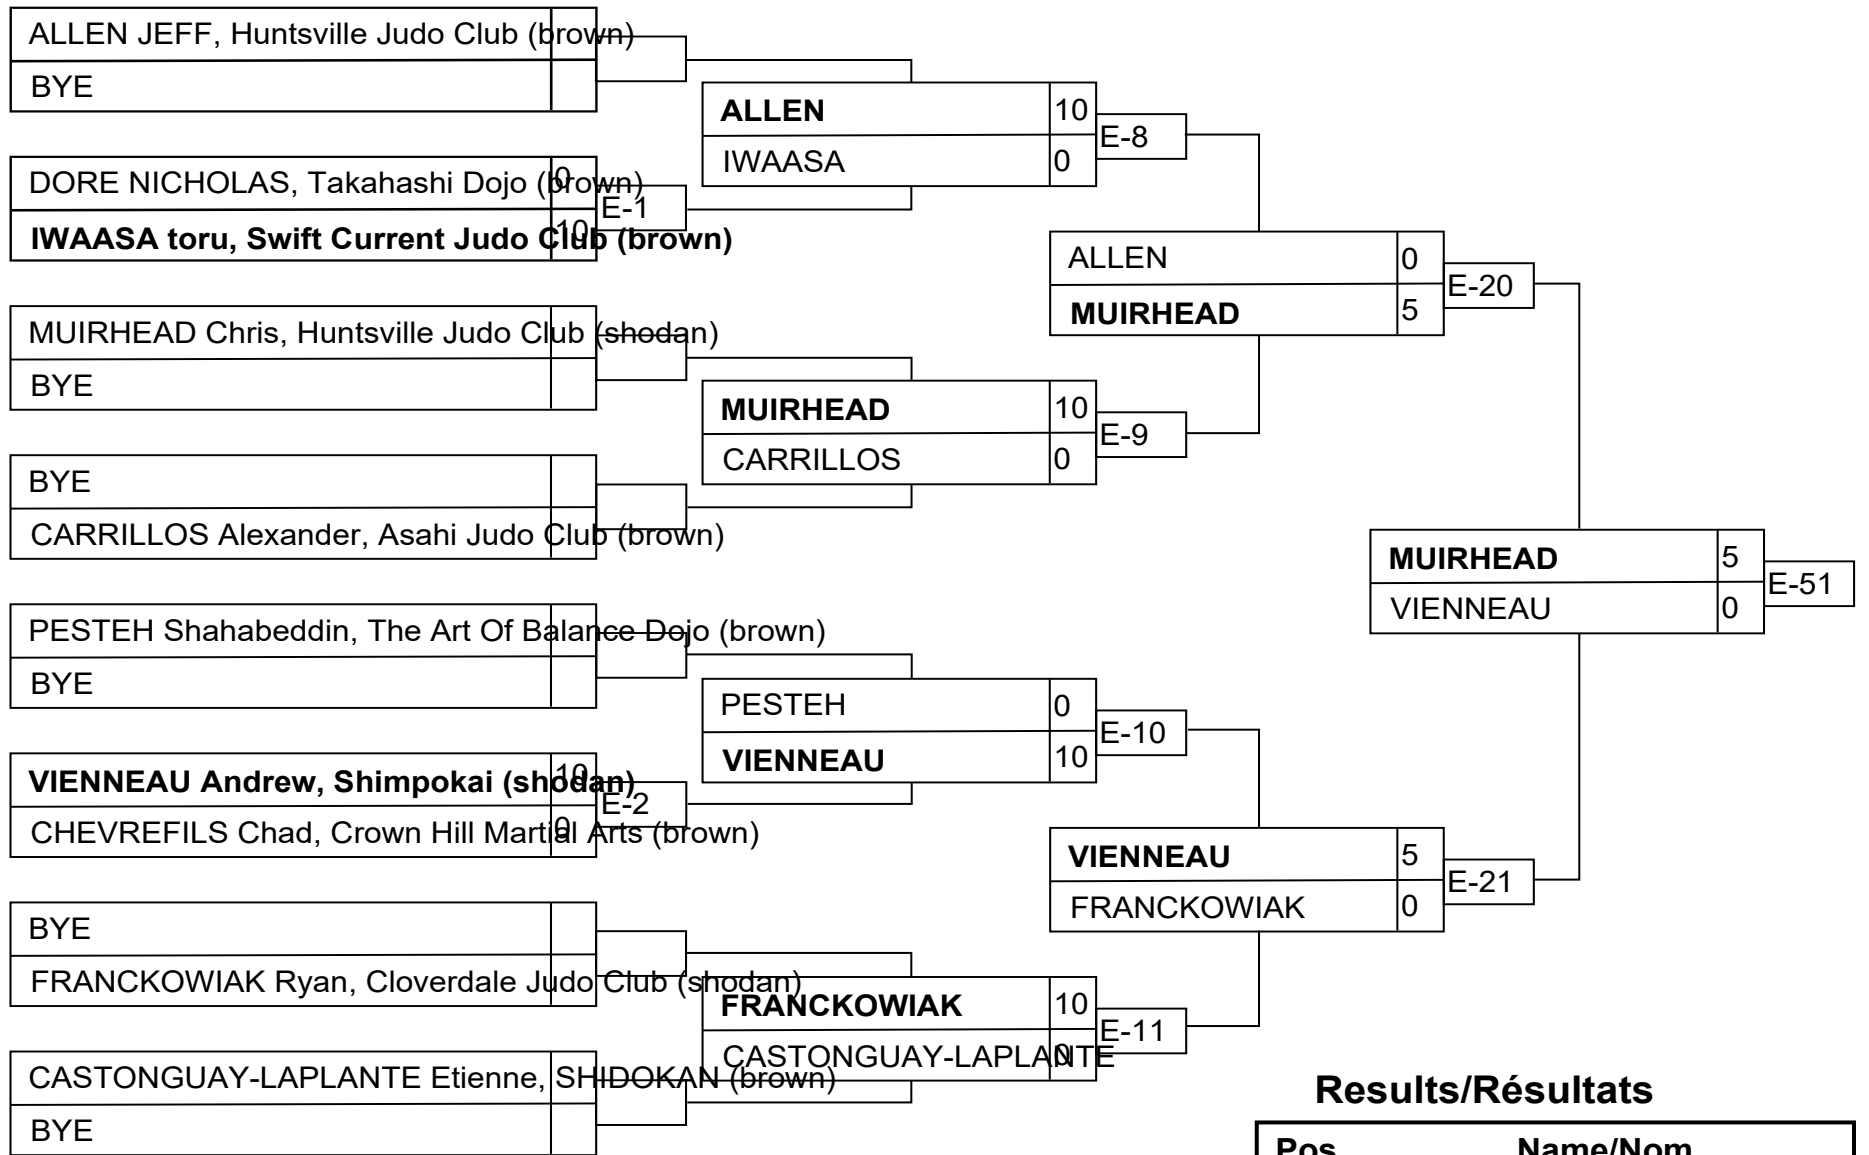 ALLEN JEFF, Huntsville Judo Club (brown)
BYE
DORE NICHOLAS, Takahashi Dojo (brown) 0
IWAASA toru, Swift Current Judo Club (brown) 10
E-1
MUIRHEAD Chris, Huntsville Judo Club (shodan)
BYE
BYE
CARRILLOS Alexander, Asahi Judo Club (brown)
PESTEH Shahabeddin, The Art Of Balance Dojo (brown)
BYE
VIENNEAU Andrew, Shimpokai (shodan) 10
CHEVREFILS Chad, Crown Hill Martial Arts (brown) 0
E-2
BYE
FRANCKOWIAK Ryan, Cloverdale Judo Club (shodan)
CASTONGUAY-LAPLANTE Etienne, SHIDOKAN (brown)
BYE
ALLEN 10
IWAASA 0
E-8
MUIRHEAD 10
CARRILLOS 0
E-9
PESTEH 0
VIENNEAU 10
E-10
FRANCKOWIAK 10
CASTONGUAY-LAPLANTE 0
E-11
ALLEN 0
MUIRHEAD 5
E-20
VIENNEAU 5
FRANCKOWIAK 0
E-21
MUIRHEAD 5
VIENNEAU 0
E-51
Results/Résultats
Pos Name/Nom